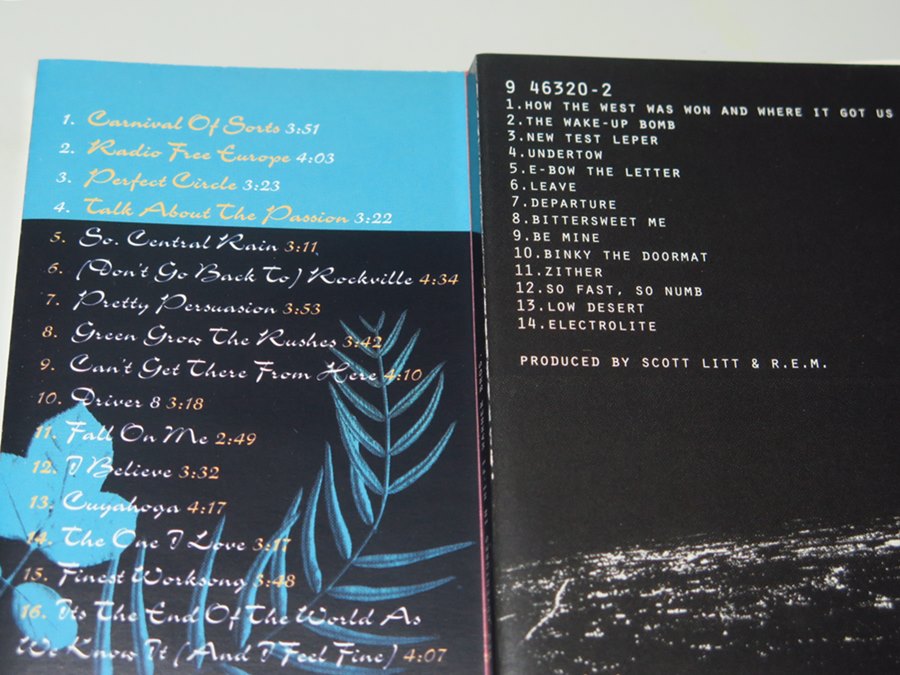 1. Carnival Of Sorts 3:51
2. Radio Free Europe 4:03
3. Perfect Circle 3:23
4. Talk About The Passion 3:22
5. So. Central Rain 3:11
6. (Don't Go Back To) Rockville 4:34
7. Pretty Persuasion 3:53
8. Green Grow The Rushes 3:42
9. Can't Get There From Here 4:10
10. Driver 8 3:18
11. Fall On Me 2:49
12. I Believe 3:32
13. Cuyahoga 4:17
14. The One I Love 3:17
15. Finest Worksong 3:48
16. Its The End Of The World As
We Know It (And I Feel Fine) 4:07
9 46320-2
1.HOW THE WEST WAS WON AND WHERE IT GOT US
2.THE WAKE-UP BOMB
3.NEW TEST LEPER
4.UNDERTOW
5.E-BOW THE LETTER
6.LEAVE
7.DEPARTURE
8.BITTERSWEET ME
9.BE MINE
10.BINKY THE DOORMAT
11.ZITHER
12.SO FAST, SO NUMB
13.LOW DESERT
14.ELECTROLITE
PRODUCED BY SCOTT LITT & R.E.M.